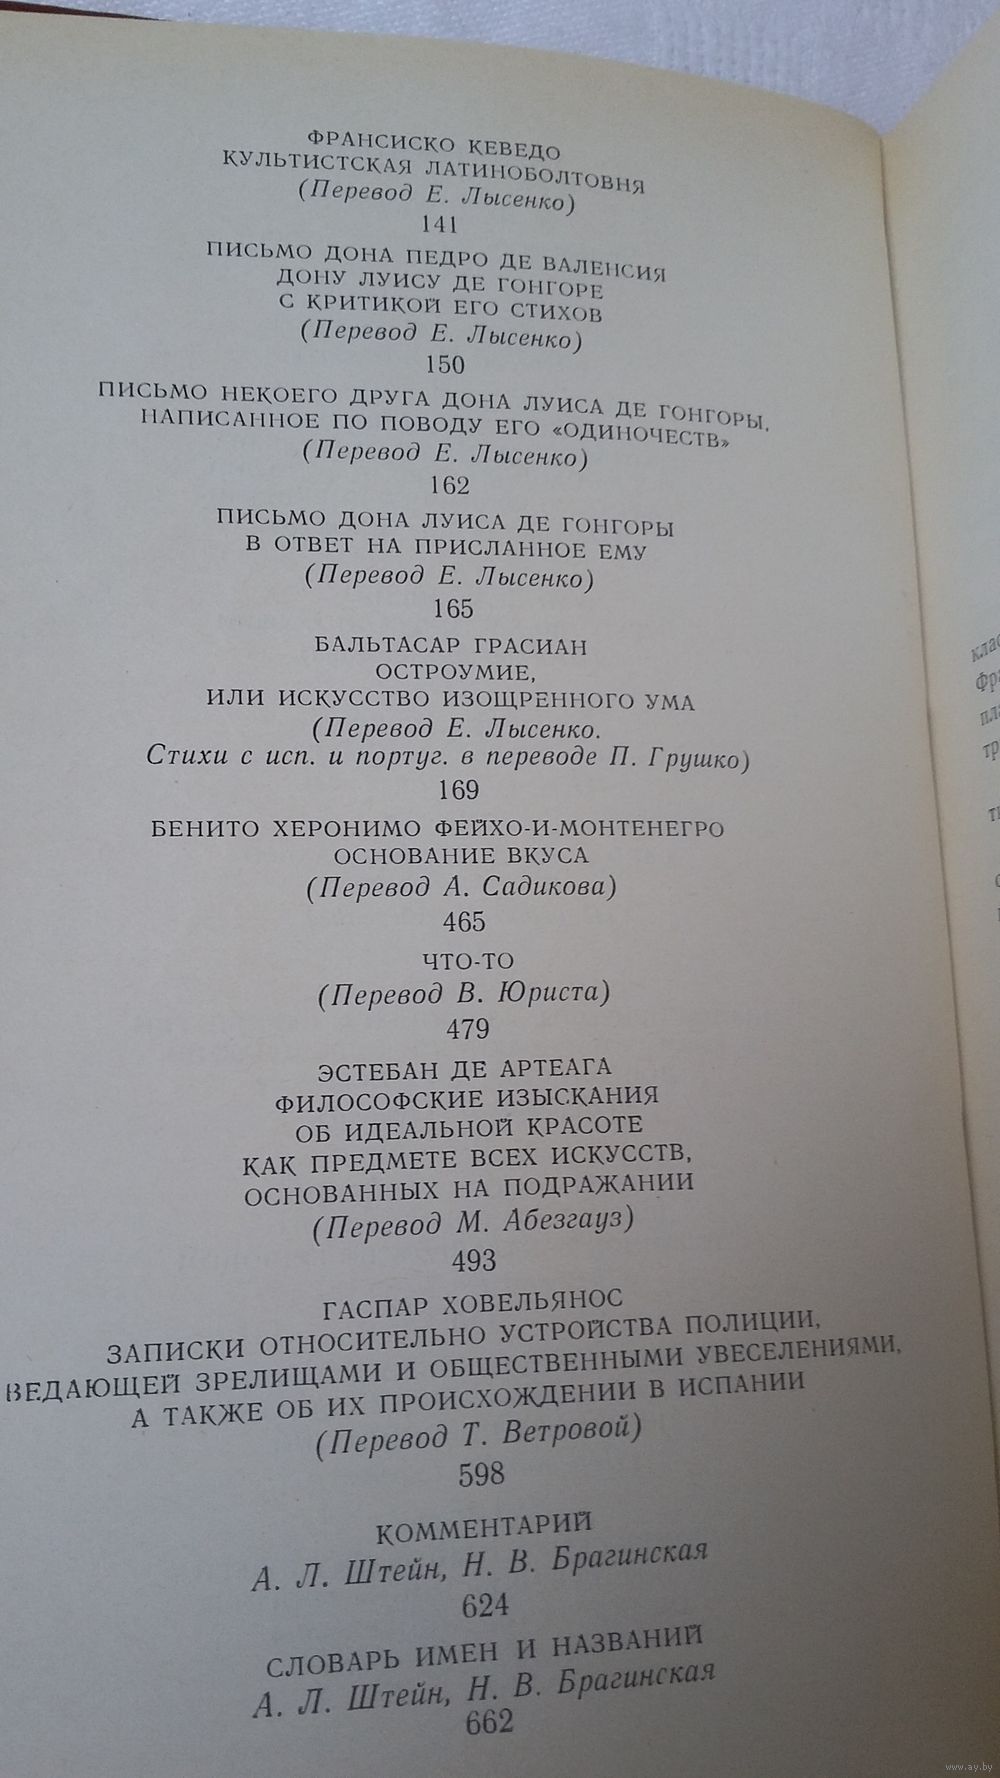 ФРАНСИСКО КЕВЕДО
КУЛЬТИСТСКАЯ ЛАТИНОБОЛТОВНЯ
(Перевод Е. Лысенко)
141
ПИСЬМО ДОНА ПЕДРО ДЕ ВАЛЕНСИЯ
ДОНУ ЛУИСУ ДЕ ГОНГОРЕ
С КРИТИКОЙ ЕГО СТИХОВ
(Перевод Е. Лысенко)
150
ПИСЬМО НЕКОЕГО ДРУГА ДОНА ЛУИСА ДЕ ГОНГОРЫ,
НАПИСАННОЕ ПО ПОВОДУ ЕГО «ОДИНОЧЕСТВ»
(Перевод Е. Лысенко)
162
ПИСЬМО ДОНА ЛУИСА ДЕ ГОНГОРЫ
В ОТВЕТ НА ПРИСЛАННОЕ ЕМУ
(Перевод Е. Лысенко)
165
БАЛЬТАСАР ГРАСИАН
ОСТРОУМИЕ,
ИЛИ ИСКУССТВО ИЗОЩРЕННОГО УМА
(Перевод Е. Лысенко.
Стихи с исп. и португ. в переводе П. Грушко)
169
БЕНИТО ХЕРОНИМО ФЕЙХО-И-МОНТЕНЕГРО
ОСНОВАНИЕ ВКУСА
(Перевод А. Садикова)
465
ЧТО-ТО
(Перевод В. Юриста)
479
ЭСТЕБАН ДЕ АРТЕАГА
ФИЛОСОФСКИЕ ИЗЫСКАНИЯ
ОБ ИДЕАЛЬНОЙ КРАСОТЕ
КАК ПРЕДМЕТЕ ВСЕХ ИСКУССТВ,
ОСНОВАННЫХ НА ПОДРАЖАНИИ
(Перевод М. Абезгауз)
493
ГАСПАР ХОВЕЛЬЯНОС
ЗАПИСКИ ОТНОСИТЕЛЬНО УСТРОЙСТВА ПОЛИЦИИ,
ВЕДАЮЩЕЙ ЗРЕЛИЩАМИ И ОБЩЕСТВЕННЫМИ УВЕСЕЛЕНИЯМИ,
А ТАКЖЕ ОБ ИХ ПРОИСХОЖДЕНИИ В ИСПАНИИ
(Перевод Т. Ветровой)
598
КОММЕНТАРИЙ
А. Л. Штейн, Н. В. Брагинская
624
СЛОВАРЬ ИМЕН И НАЗВАНИЙ
А. Л. Штейн, Н. В. Брагинская
662
www.ay.by